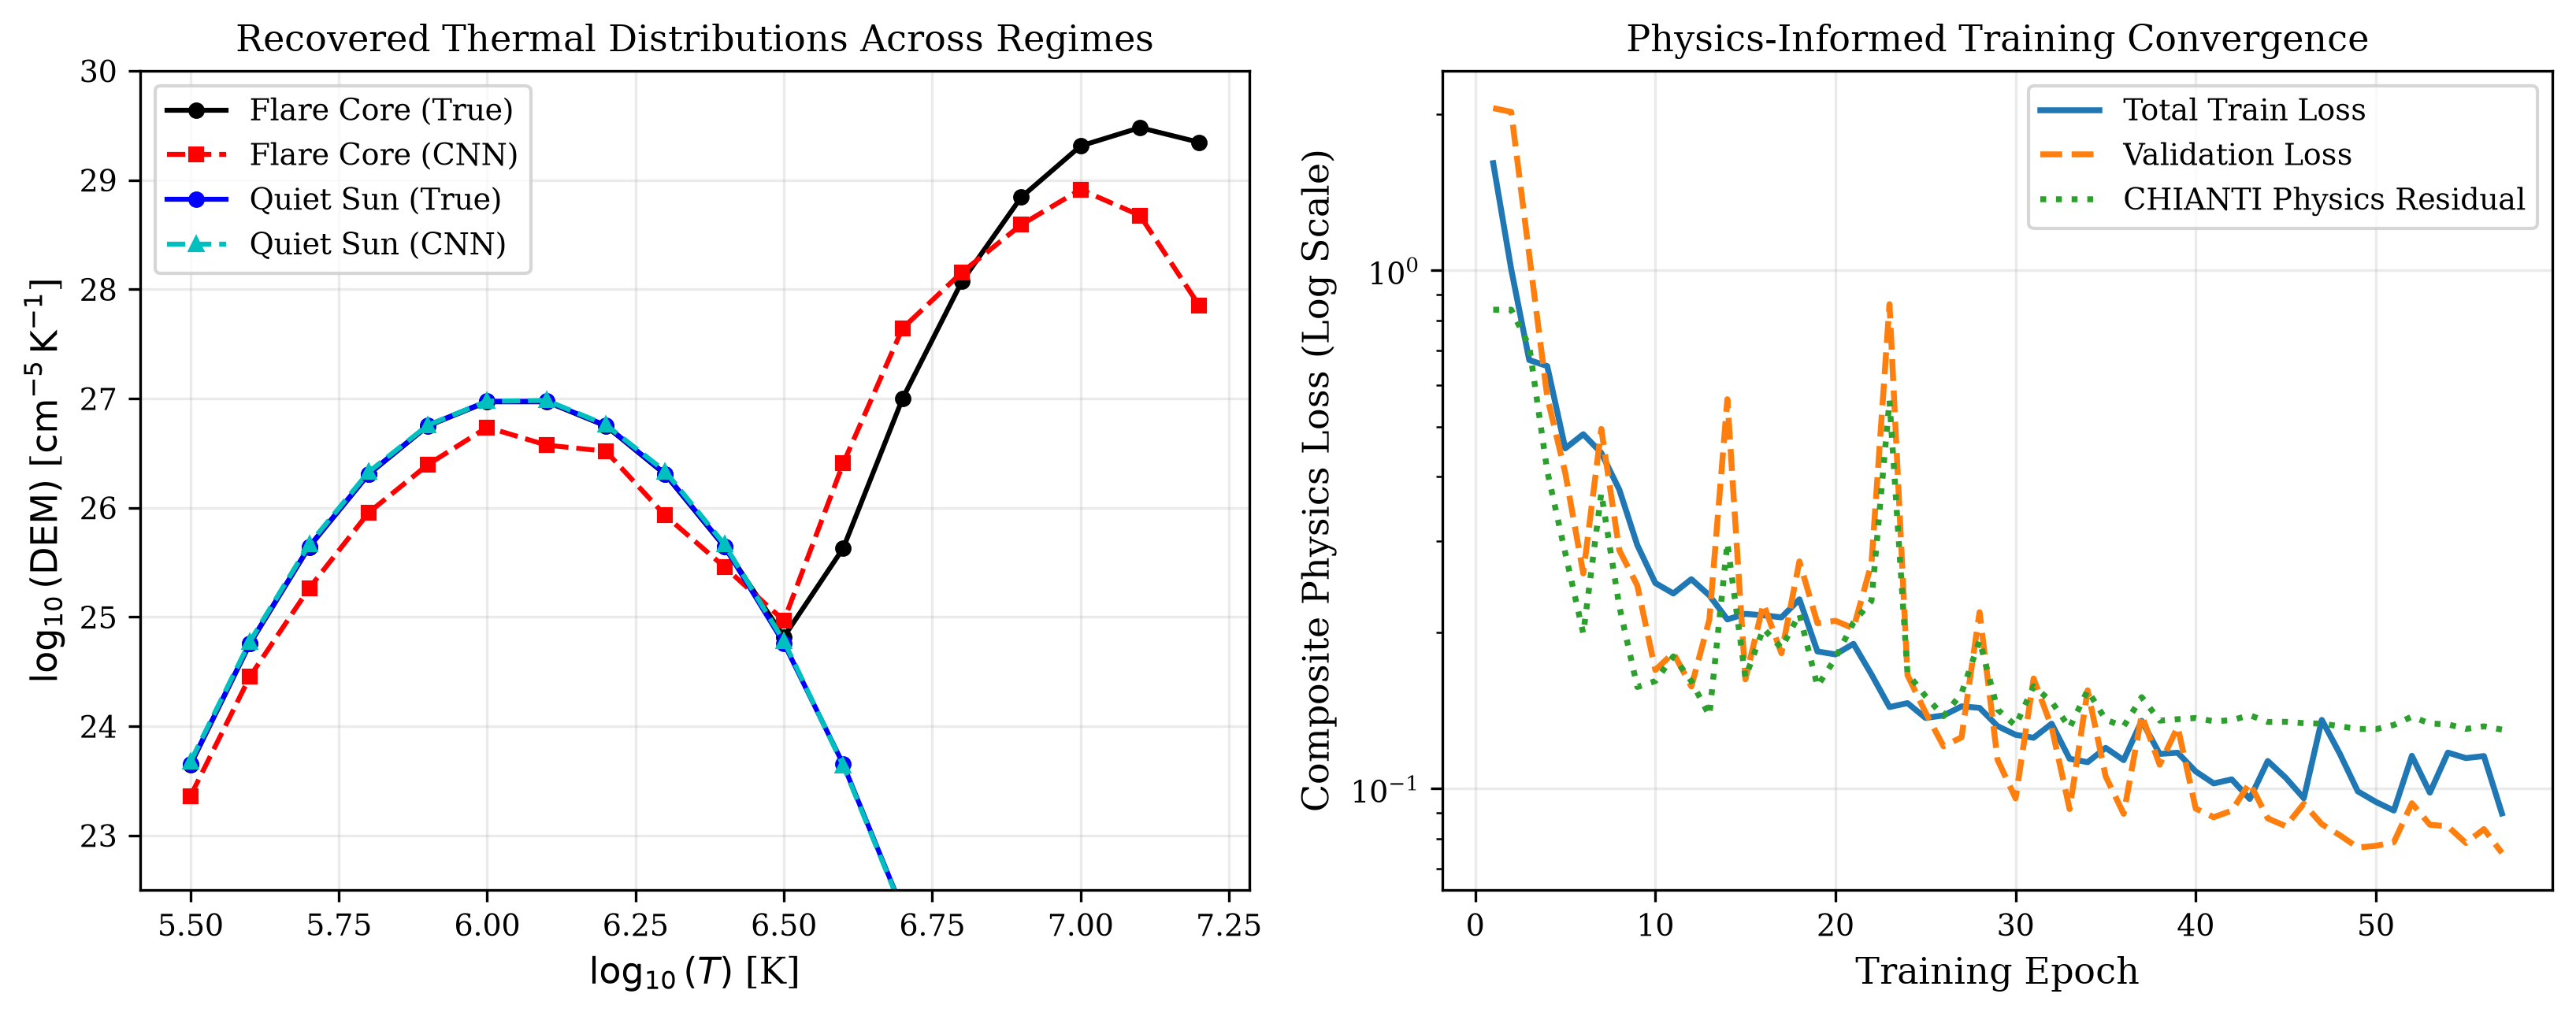 Recovered Thermal Distributions Across Regimes
30
29
28
27
26
25
24
23
log₁₀(DEM) [cm⁻⁵ K⁻¹]
Flare Core (True)
Flare Core (CNN)
Quiet Sun (True)
Quiet Sun (CNN)
5.50 5.75 6.00 6.25 6.50 6.75 7.00 7.25
log₁₀(T) [K]
Physics-Informed Training Convergence
10⁰
10⁻¹
Composite Physics Loss (Log Scale)
Total Train Loss
Validation Loss
CHIANTI Physics Residual
0 10 20 30 40 50
Training Epoch